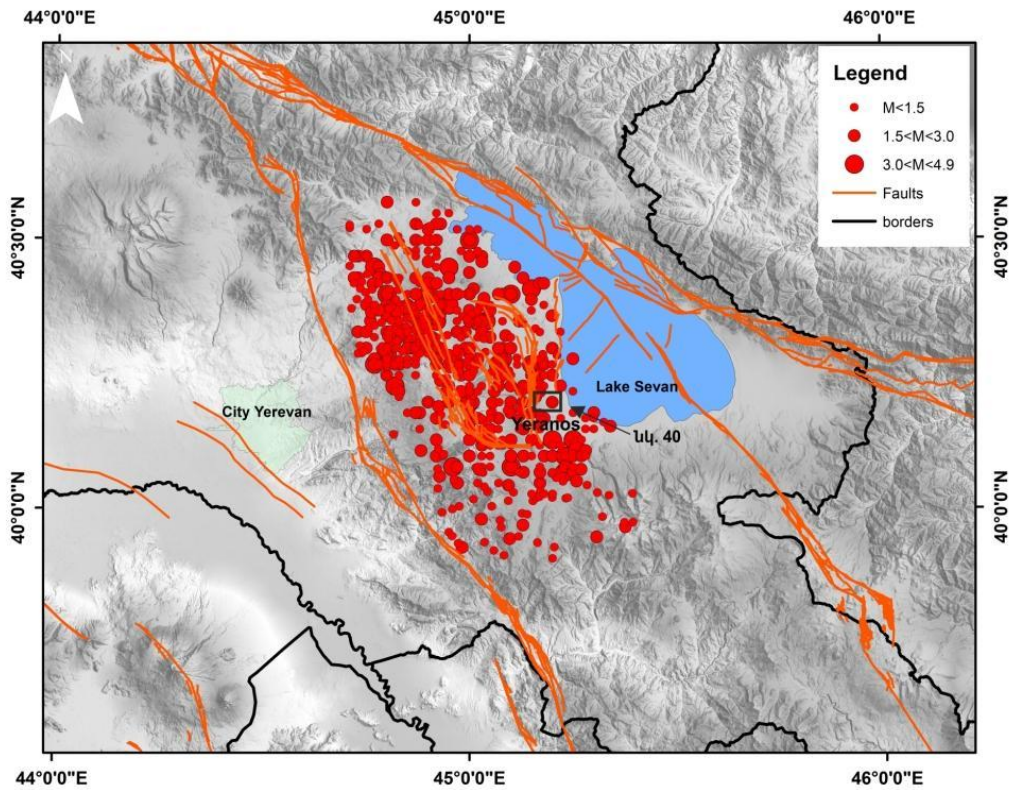 44°0'0"E
45°0'0"E
46°0'0"E
N
Legend
M<1.5
1.5<M<3.0
3.0<M<4.9
Faults
borders
40°30'0"N
40°30'0"N
City Yerevan
Lake Sevan
Yeranos
Նկ. 40
40°0'0"N
40°0'0"N
44°0'0"E
45°0'0"E
46°0'0"E